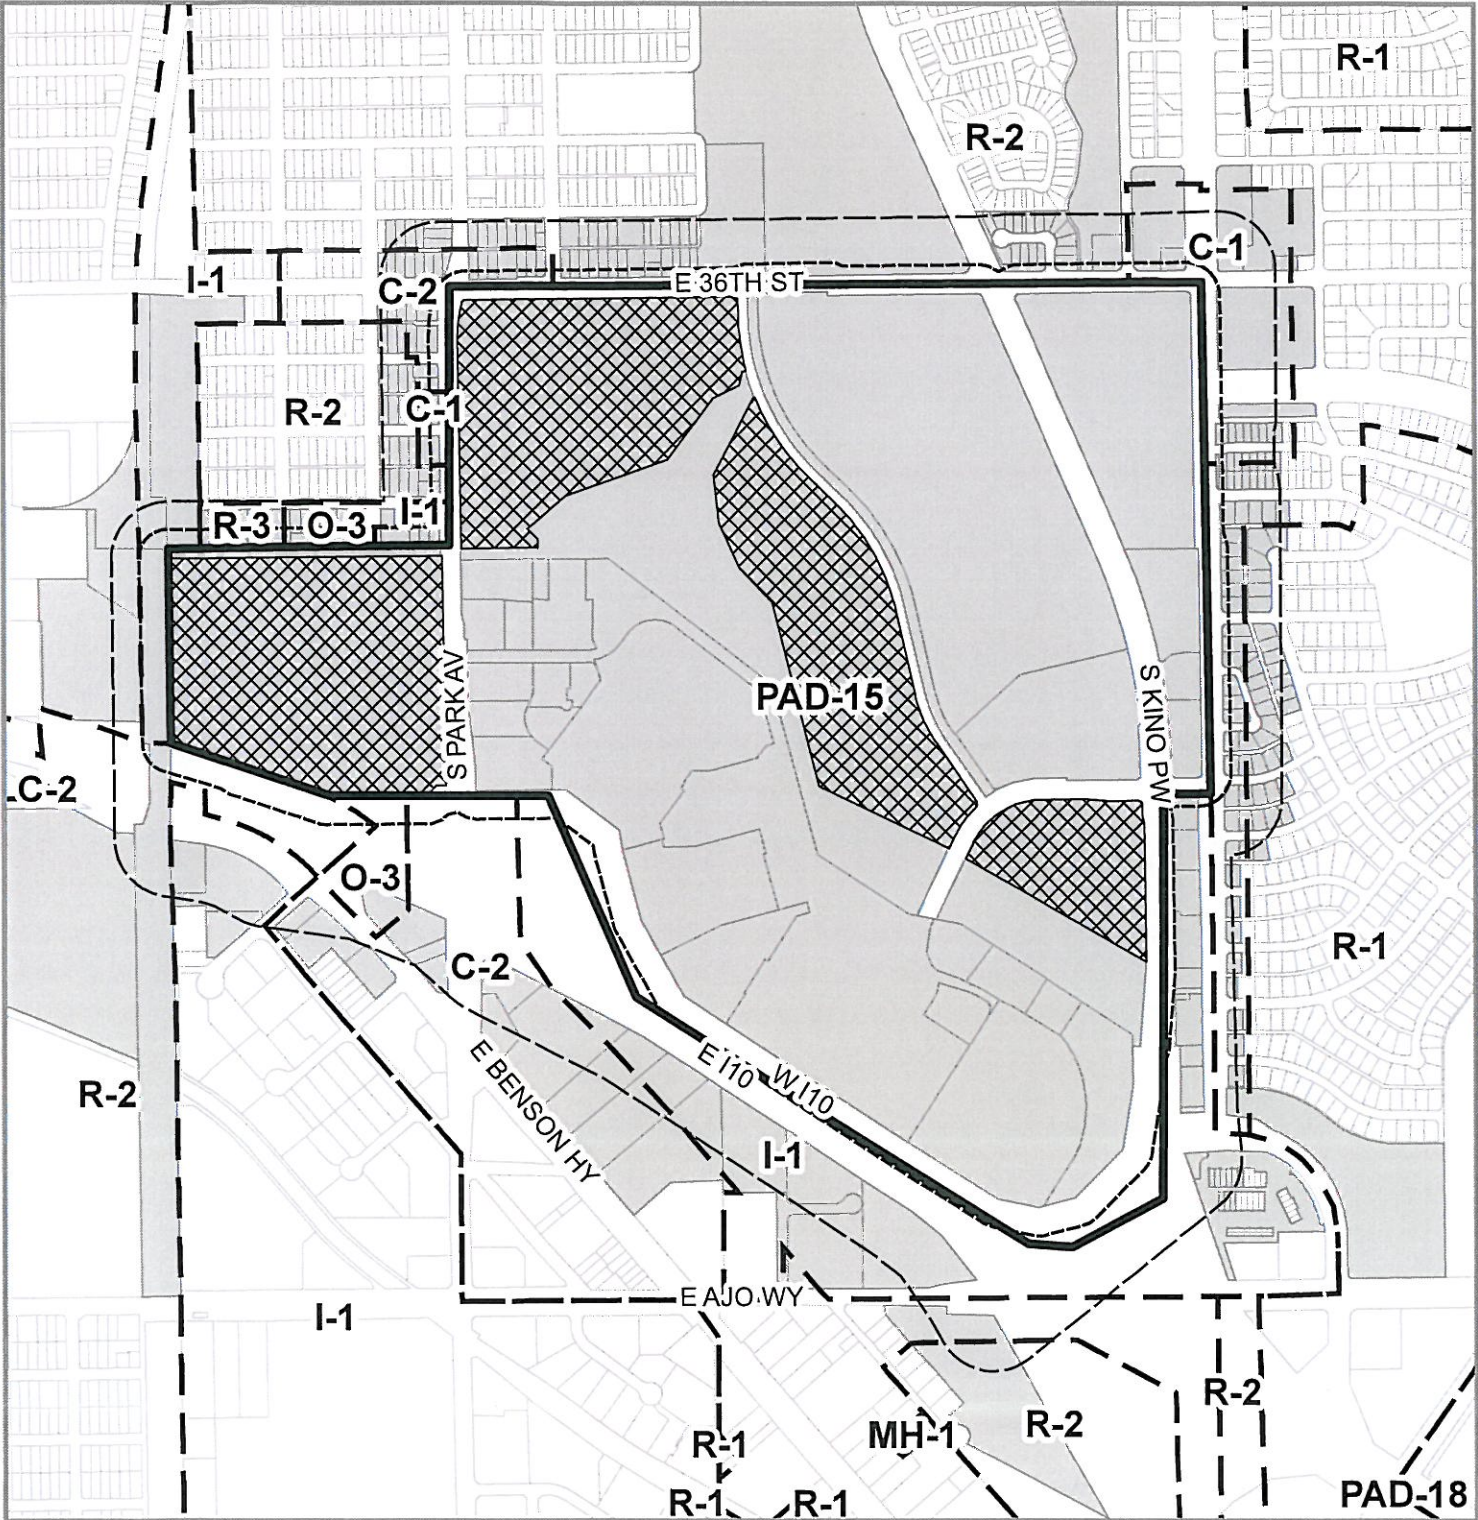 R-1
R-2
C-1
I-1
C-2
E 36TH ST
R-2
C-1
R-3
O-3
I-1
S PARK AV
PAD-15
S KINO PW
C-2
O-3
R-1
C-2
E BENSON HY
E I10
W I10
R-2
I-1
E AJO WY
I-1
R-2
R-2
MH-1
R-1
R-1
R-1
PAD-18